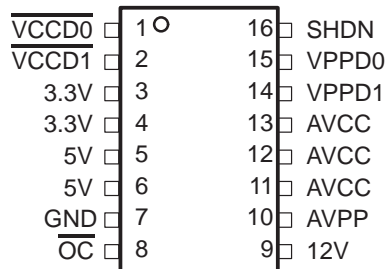 VCCD0 1 16 SHDN
VCCD1 2 15 VPPD0
3.3V 3 14 VPPD1
3.3V 4 13 AVCC
5V 5 12 AVCC
5V 6 11 AVCC
GND 7 10 AVPP
OC 8 9 12V